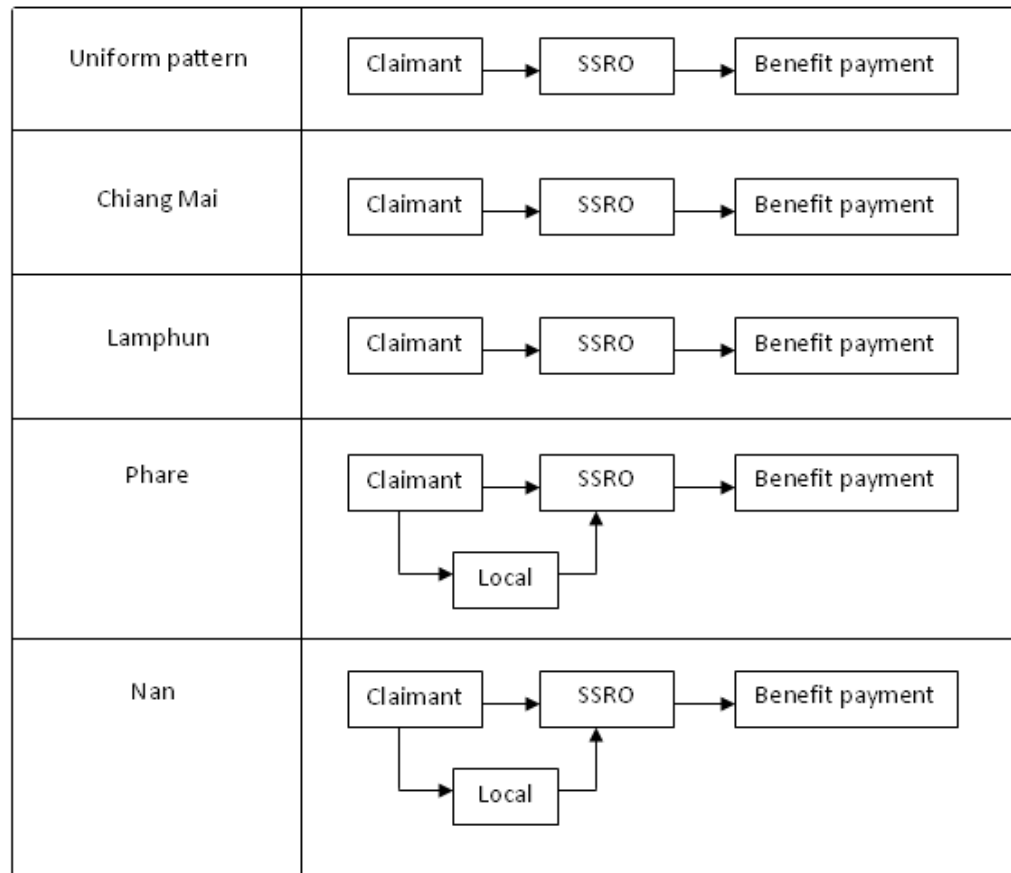 Uniform pattern
Claimant
SSRO
Benefit payment
Chiang Mai
Claimant
SSRO
Benefit payment
Lamphun
Claimant
SSRO
Benefit payment
Phare
Claimant
SSRO
Benefit payment
Local
Nan
Claimant
SSRO
Benefit payment
Local